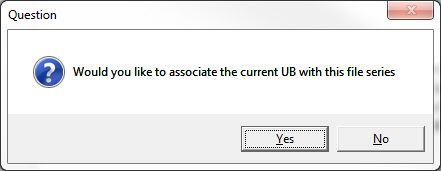 Question
Would you like to associate the current UB with this file series
Yes
No